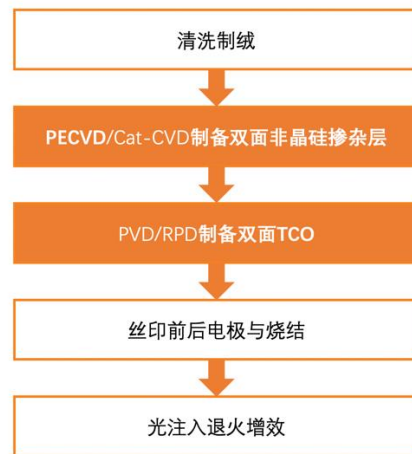 清洗制绒
PECVD/Cat-CVD制备双面非晶硅掺杂层
PVD/RPD制备双面TCO
丝印前后电极与烧结
光注入退火增效